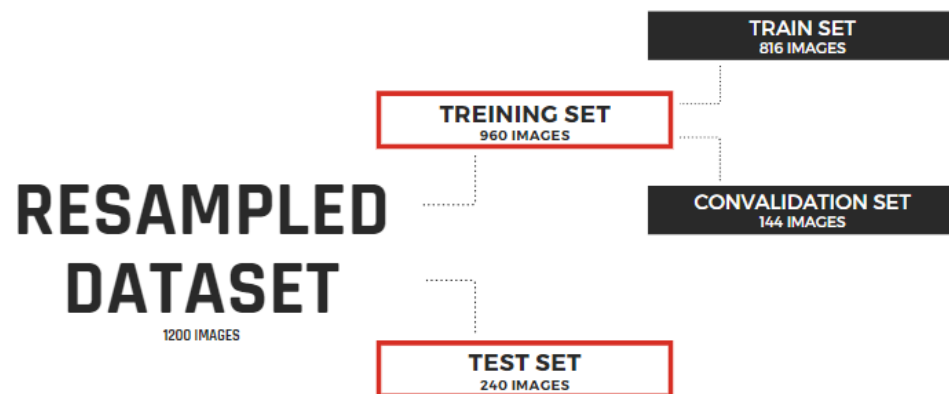 TRAIN SET
816 IMAGES
TREINING SET
960 IMAGES
CONVALIDATION SET
144 IMAGES
RESAMPLED
DATASET
1200 IMAGES
TEST SET
240 IMAGES